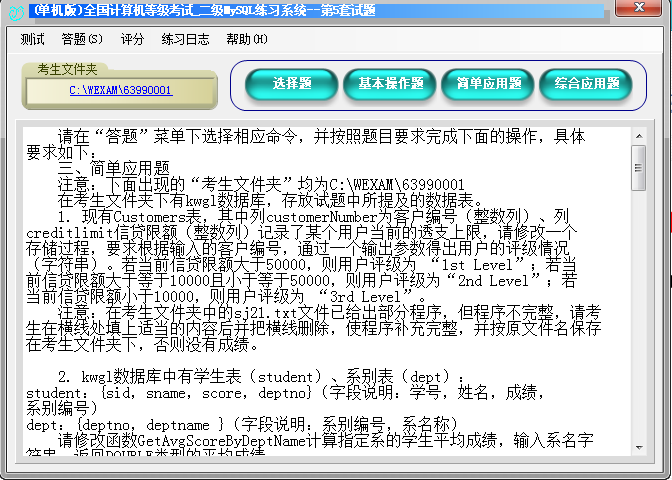 (单机版)全国计算机等级考试_二级MySQL练习系统--第5套试题
测试 答题(S) 评分 练习日志 帮助(H)
考生文件夹
C:\WEXAM\63990001
选择题 基本操作题 简单应用题 综合应用题
请在“答题”菜单下选择相应命令，并按照题目要求完成下面的操作，具体
要求如下：
三、简单应用题
注意：下面出现的“考生文件夹”均为C:\WEXAM\63990001
在考生文件夹下有kwgl数据库，存放试题中所提及的数据表。
1. 现有Customers表，其中列customerNumber为客户编号（整数列）、列
creditlimit信贷限额（整数列）记录了某个用户当前的透支上限，请修改一个
存储过程，要求根据输入的客户编号，通过一个输出参数得出用户的评级情况
（字符串）。若当前信贷限额大于50000，则用户评级为 “1st Level”；若当
前信贷限额大于等于10000且小于等于50000，则用户评级为“2nd Level”；若
当前信贷限额小于10000，则用户评级为 “3rd Level”。
注意：在考生文件夹中的sj21.txt文件已给出部分程序，但程序不完整，请考
生在横线处填上适当的内容后并把横线删除，使程序补充完整，并按原文件名保存
在考生文件夹下，否则没有成绩。
2. kwgl数据库中有学生表（student）、系别表（dept）：
student：{sid, sname, score, deptno}（字段说明：学号，姓名，成绩，
系别编号）
dept：{deptno, deptname }（字段说明：系别编号，系名称）
请修改函数GetAvgScoreByDeptName计算指定系的学生平均成绩，输入系名字
符串，返回DOUBLE类型的平均成绩